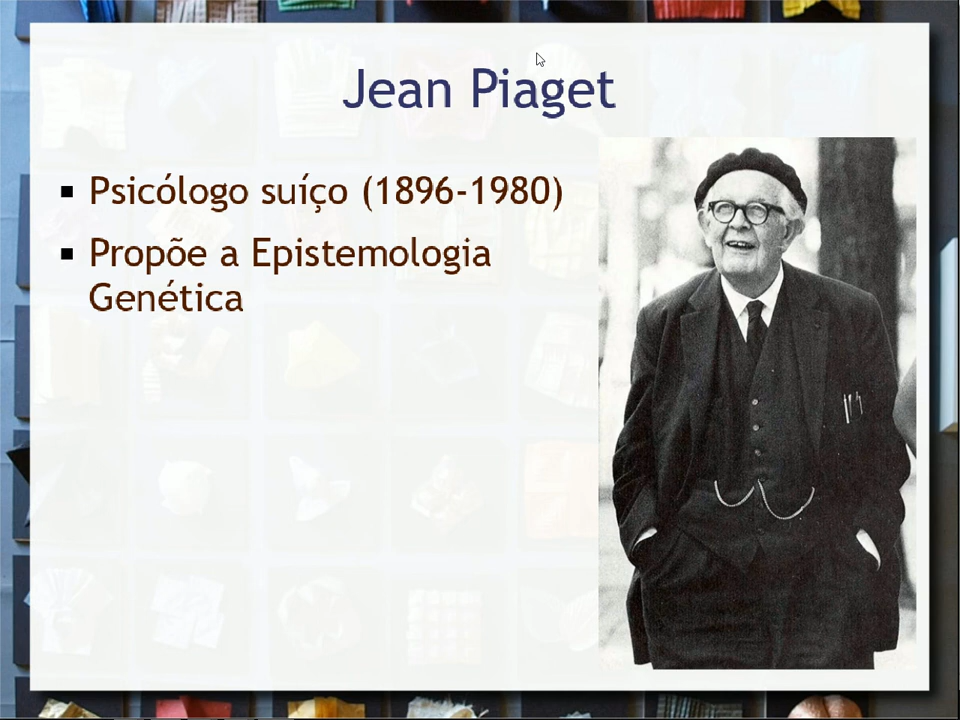 Jean Piaget
Psicólogo suíço (1896-1980)
Propõe a Epistemologia
Genética